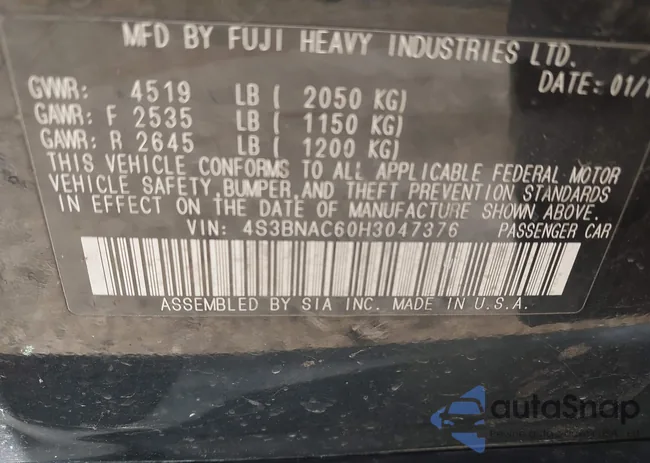 MFD BY FUJI HEAVY INDUSTRIES LTD.
DATE: 01/1
GVWR: 4519 LB ( 2050 KG)
GAWR: F 2535 LB ( 1150 KG)
GAWR: R 2645 LB ( 1200 KG)
THIS VEHICLE CONFORMS TO ALL APPLICABLE FEDERAL MOTOR
VEHICLE SAFETY, BUMPER, AND THEFT PREVENTION STANDARDS
IN EFFECT ON THE DATE OF MANUFACTURE SHOWN ABOVE.
VIN: 4S3BNAC60H3047376 PASSENGER CAR
ASSEMBLED BY SIA INC. MADE IN U.S.A.
autoSnap